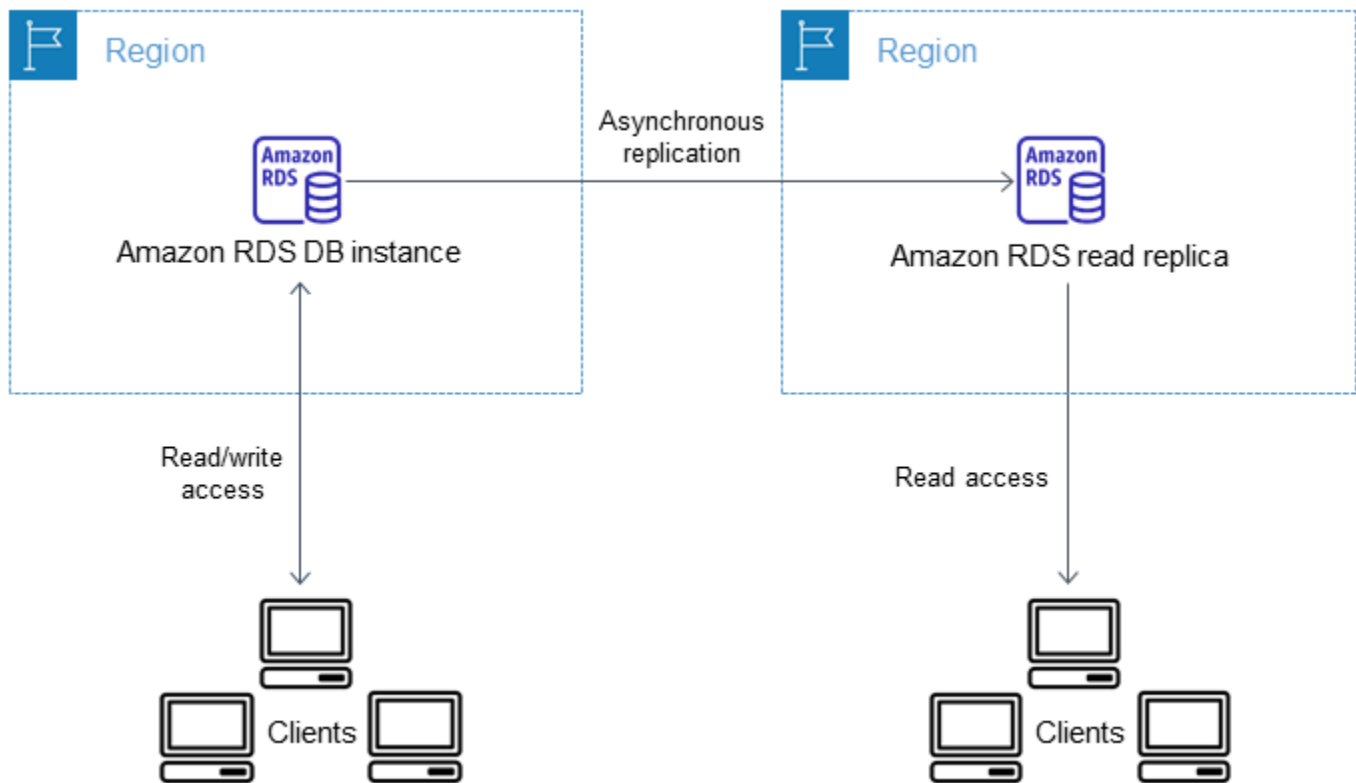 Region
Region
Asynchronous
replication
Amazon
RDS
Amazon
RDS
Amazon RDS DB instance
Amazon RDS read replica
Read/write
access
Read access
Clients
Clients